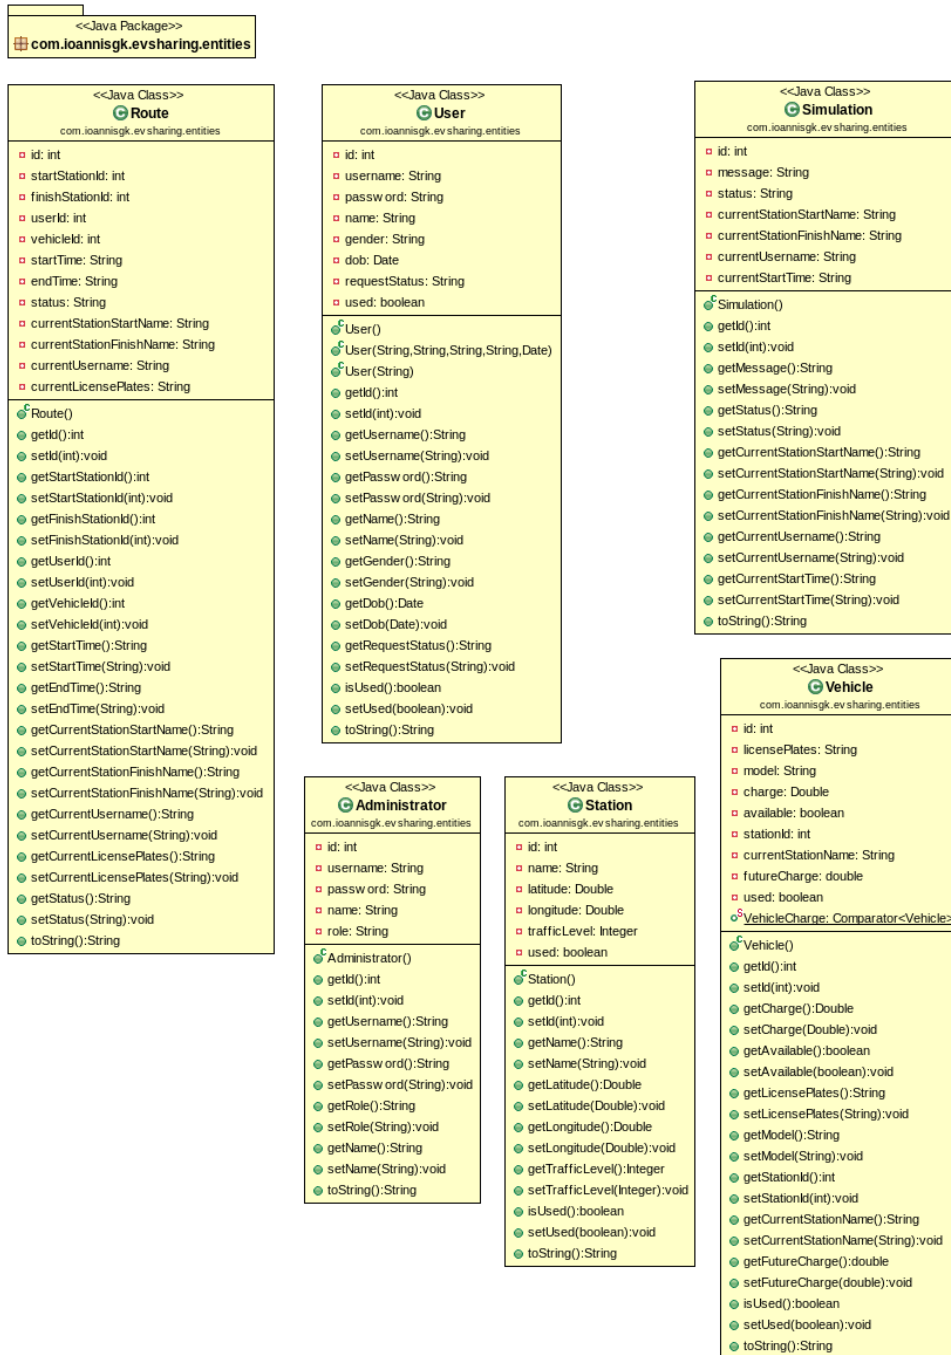 <<Java Package>>
com.ioannisgk.evsharing.entities
<<Java Class>>
Route
com.ioannisgk.evsharing.entities
id: int
startStationId: int
finishStationId: int
userId: int
vehicleId: int
startTime: String
endTime: String
status: String
currentStationStartName: String
currentStationFinishName: String
currentUsername: String
currentLicensePlates: String
Route()
getId():int
setId(int):void
getStartStationId():int
setStartStationId(int):void
getFinishStationId():int
setFinishStationId(int):void
getUserId():int
setUserId(int):void
getVehicleId():int
setVehicleId(int):void
getStartTime():String
setStartTime(String):void
getEndTime():String
setEndTime(String):void
getCurrentStationStartName():String
setCurrentStationStartName(String):void
getCurrentStationFinishName():String
setCurrentStationFinishName(String):void
getCurrentUsername():String
setCurrentUsername(String):void
getCurrentLicensePlates():String
setCurrentLicensePlates(String):void
getStatus():String
setStatus(String):void
toString():String
<<Java Class>>
User
com.ioannisgk.evsharing.entities
id: int
username: String
password: String
name: String
gender: String
dob: Date
requestStatus: String
used: boolean
User()
User(String,String,String,String,Date)
User(String)
getId():int
setId(int):void
getUsername():String
setUsername(String):void
getPassword():String
setPassword(String):void
getName():String
setName(String):void
getGender():String
setGender(String):void
getDob():Date
setDob(Date):void
getRequestStatus():String
setRequestStatus(String):void
isUsed():boolean
setUsed(boolean):void
toString():String
<<Java Class>>
Simulation
com.ioannisgk.evsharing.entities
id: int
message: String
status: String
currentStationStartName: String
currentStationFinishName: String
currentUsername: String
currentStartTime: String
Simulation()
getId():int
setId(int):void
getMessage():String
setMessage(String):void
getStatus():String
setStatus(String):void
getCurrentStationStartName():String
setCurrentStationStartName(String):void
getCurrentStationFinishName():String
setCurrentStationFinishName(String):void
getCurrentUsername():String
setCurrentUsername(String):void
getCurrentStartTime():String
setCurrentStartTime(String):void
toString():String
<<Java Class>>
Administrator
com.ioannisgk.evsharing.entities
id: int
username: String
password: String
name: String
role: String
Administrator()
getId():int
setId(int):void
getUsername():String
setUsername(String):void
getPassword():String
setPassword(String):void
getRole():String
setRole(String):void
getName():String
setName(String):void
toString():String
<<Java Class>>
Station
com.ioannisgk.evsharing.entities
id: int
name: String
latitude: Double
longitude: Double
trafficLevel: Integer
used: boolean
Station()
getId():int
setId(int):void
getName():String
setName(String):void
getLatitude():Double
setLatitude(Double):void
getLongitude():Double
setLongitude(Double):void
getTrafficLevel():Integer
setTrafficLevel(Integer):void
isUsed():boolean
setUsed(boolean):void
toString():String
<<Java Class>>
Vehicle
com.ioannisgk.evsharing.entities
id: int
licensePlates: String
model: String
charge: Double
available: boolean
stationId: int
currentStationName: String
futureCharge: double
used: boolean
VehicleCharge: Comparator<Vehicle>
Vehicle()
getId():int
setId(int):void
getCharge():Double
setCharge(Double):void
getAvailable():boolean
setAvailable(boolean):void
getLicensePlates():String
setLicensePlates(String):void
getModel():String
setModel(String):void
getStationId():int
setStationId(int):void
getCurrentStationName():String
setCurrentStationName(String):void
getFutureCharge():double
setFutureCharge(double):void
isUsed():boolean
setUsed(boolean):void
toString():String